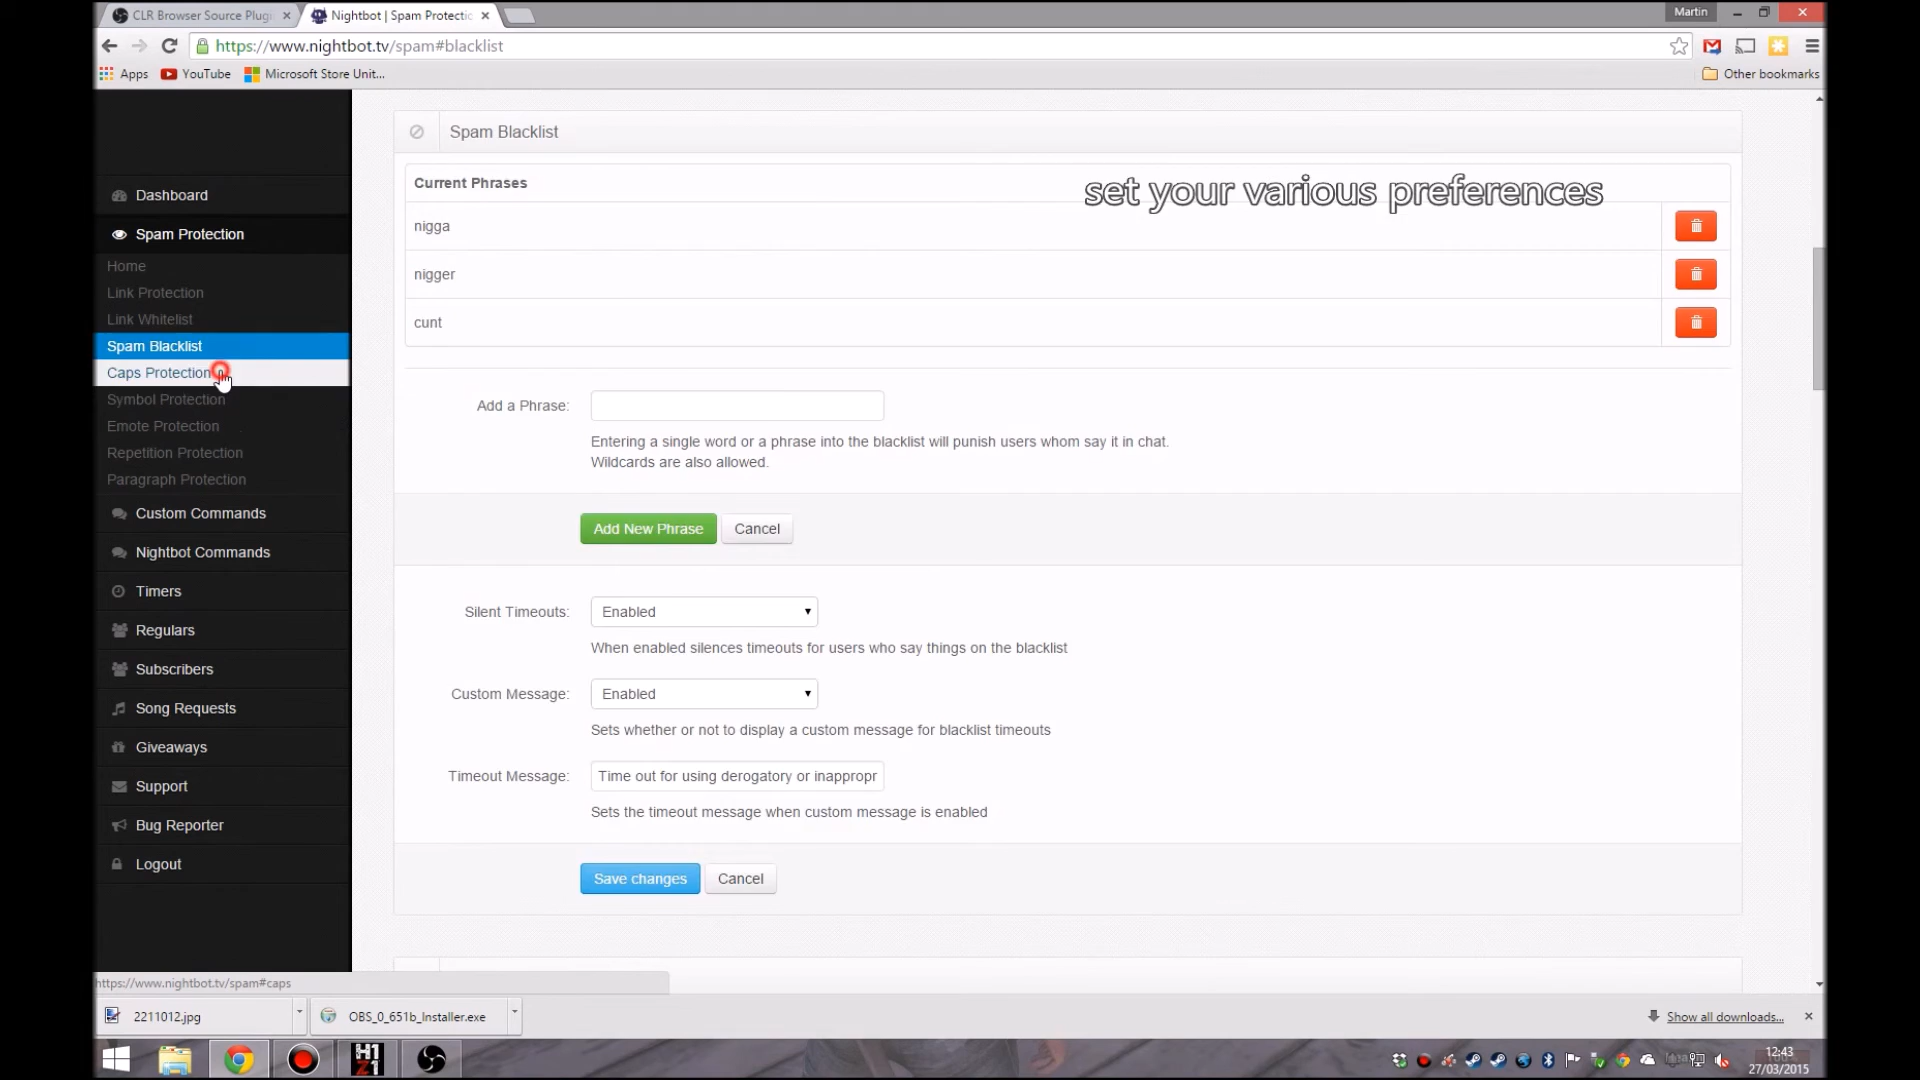 CLR Browser Source Plugi
Nightbot | Spam Protectic
Martin
https://www.nightbot.tv/spam#blacklist
Apps
YouTube
Microsoft Store Unit...
Other bookmarks
Spam Blacklist
Current Phrases
set your various preferences
nigga
nigger
cunt
Dashboard
Spam Protection
Home
Link Protection
Link Whitelist
Spam Blacklist
Caps Protection
Symbol Protection
Emote Protection
Repetition Protection
Paragraph Protection
Custom Commands
Nightbot Commands
Timers
Regulars
Subscribers
Song Requests
Giveaways
Support
Bug Reporter
Logout
Add a Phrase:
Entering a single word or a phrase into the blacklist will punish users whom say it in chat.
Wildcards are also allowed.
Add New Phrase
Cancel
Silent Timeouts:
Enabled
When enabled silences timeouts for users who say things on the blacklist
Custom Message:
Enabled
Sets whether or not to display a custom message for blacklist timeouts
Timeout Message:
Time out for using derogatory or inappropr
Sets the timeout message when custom message is enabled
Save changes
Cancel
https://www.nightbot.tv/spam#caps
2211012.jpg
OBS_0_651b_Installer.exe
Show all downloads...
H1
Z1
12:43
27/03/2015